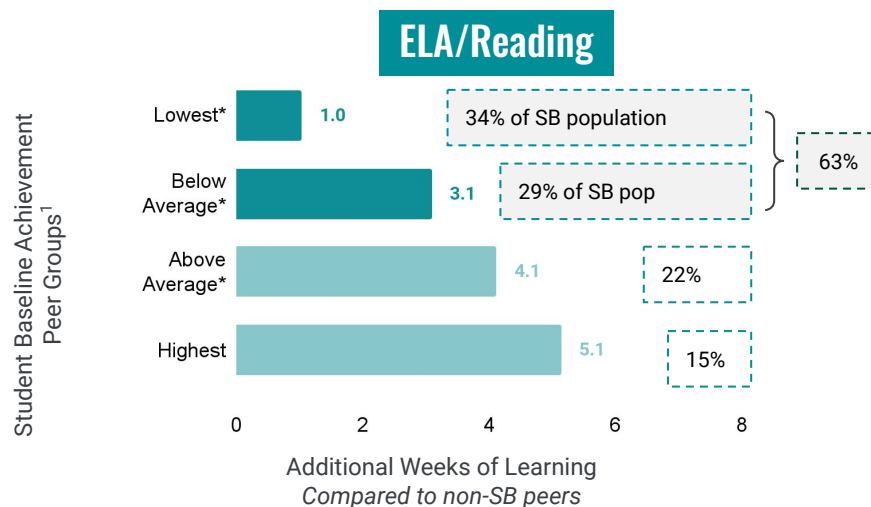 ELA/Reading
Student Baseline Achievement
Peer Groups¹
Lowest*
1.0
34% of SB population
63%
Below
Average*
3.1
29% of SB pop
Above
Average*
4.1
22%
Highest
5.1
15%
0 2 4 6 8
Additional Weeks of Learning
Compared to non-SB peers